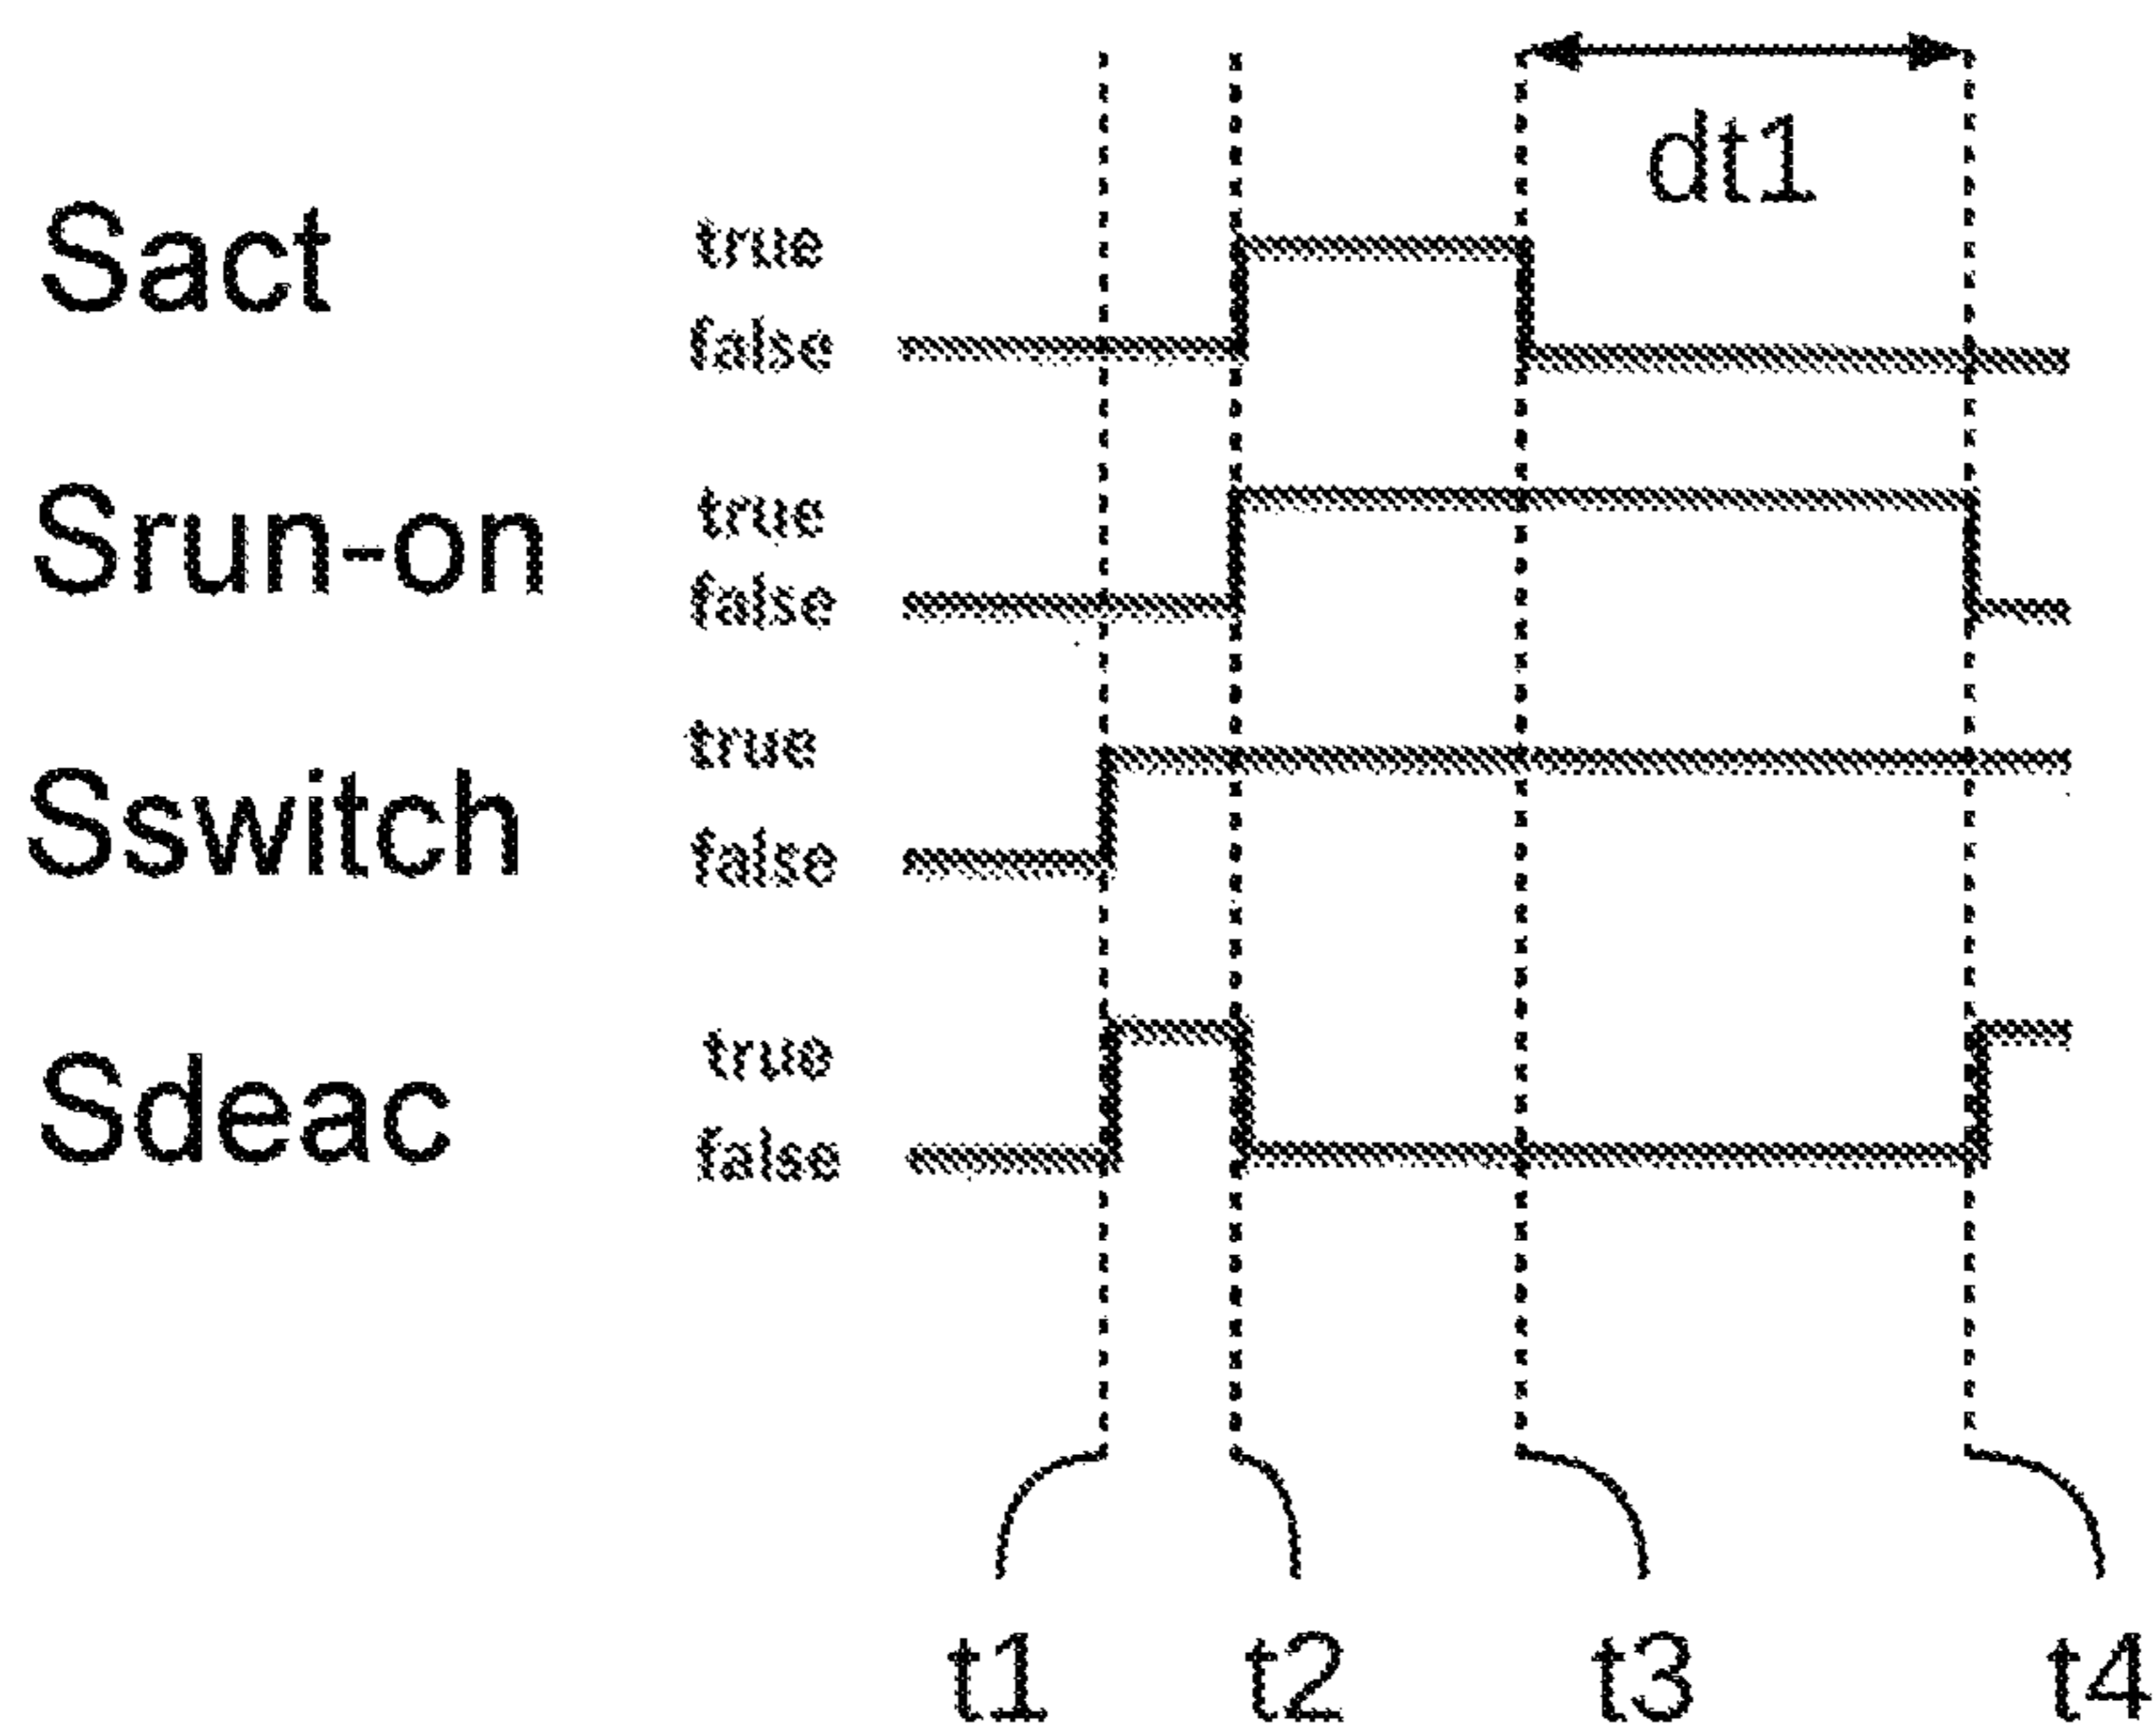 dt1
Sact
true
false
Srun-on
true
false
Sswitch
true
false
Sdeac
true
false
t1 t2 t3 t4